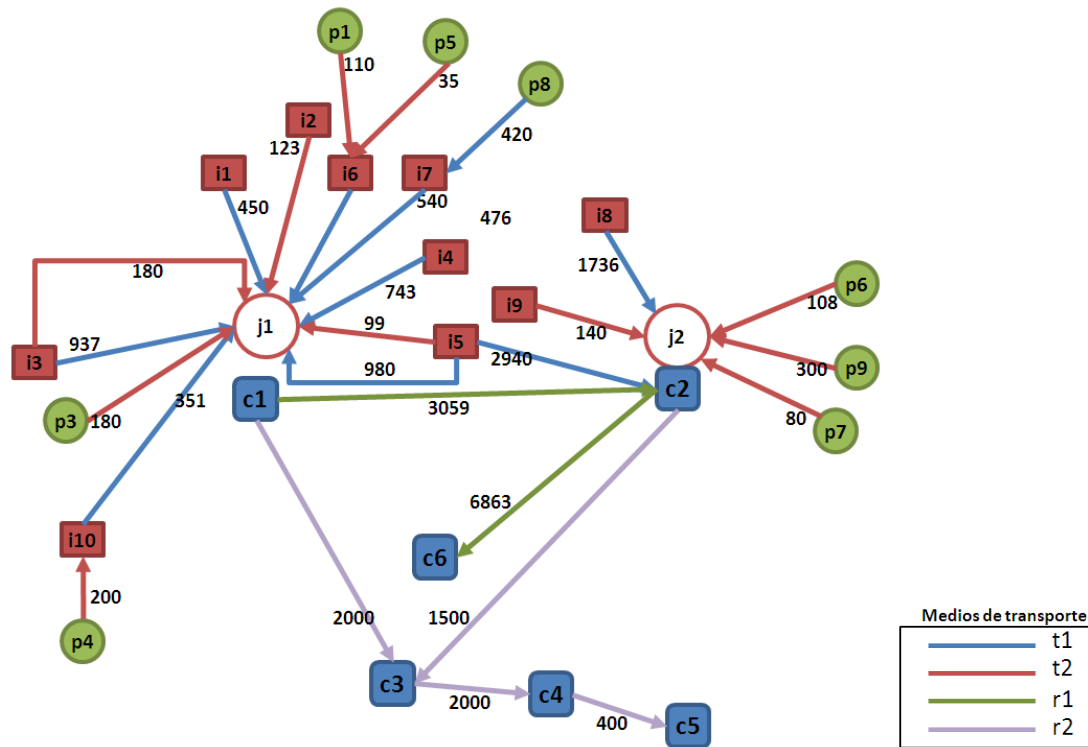 p1
p5
110
35
p8
i2
123
420
i1
i6
i7
540
450
476
i8
i4
180
1736
743
p6
i9
108
99
j1
140
j2
937
i5
2940
i3
980
300
p9
c1
c2
351
3059
p3
180
80
p7
6863
i10
c6
200
2000
1500
p4
Medios de transporte
t1
c3
t2
2000
c4
r1
400
c5
r2